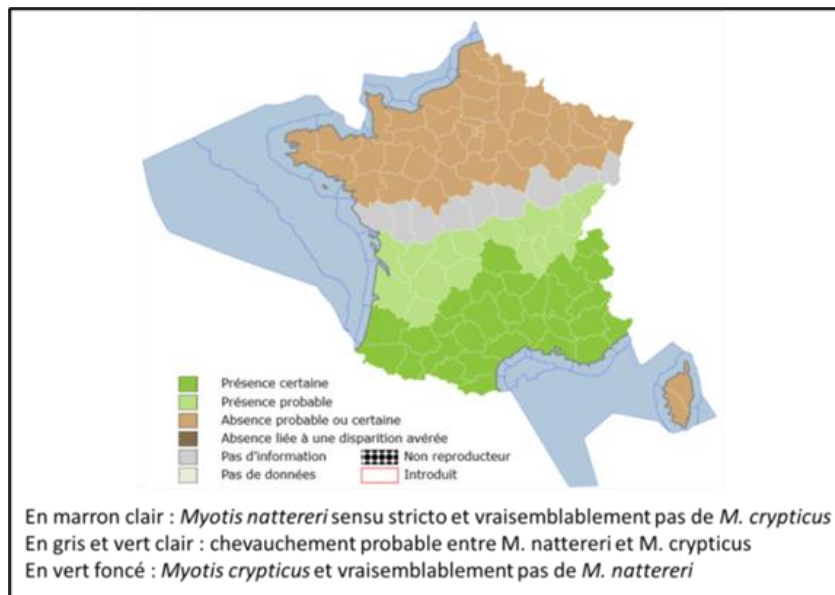 Présence certaine
Présence probable
Absence probable ou certaine
Absence liée à une disparition avérée
Pas d'information
Non reproducteur
Pas de données
Introduit
En marron clair : Myotis nattereri sensu stricto et vraisemblablement pas de M. crypticus
En gris et vert clair : chevauchement probable entre M. nattereri et M. crypticus
En vert foncé : Myotis crypticus et vraisemblablement pas de M. nattereri